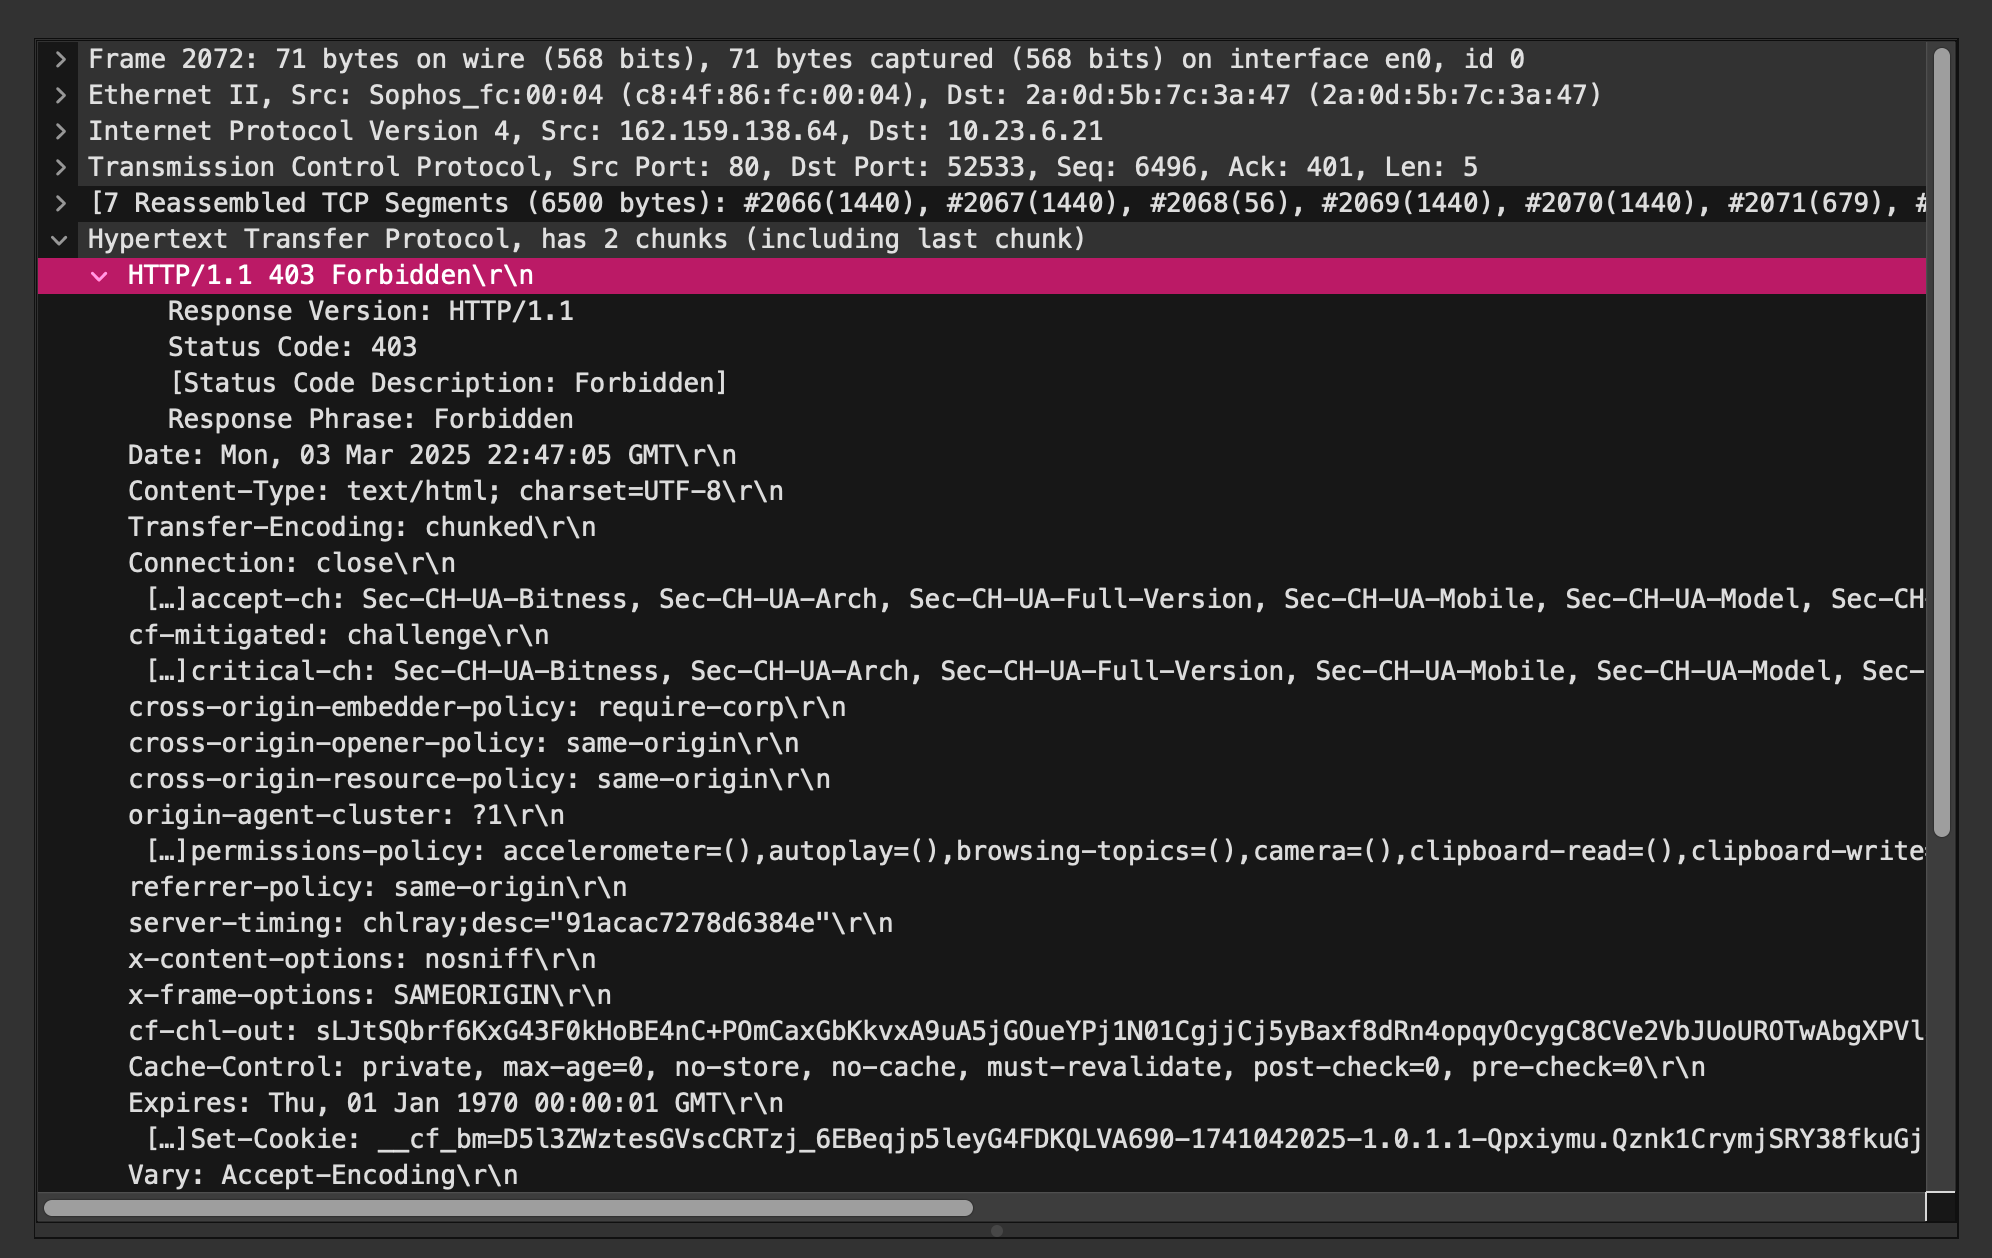 Frame 2072: 71 bytes on wire (568 bits), 71 bytes captured (568 bits) on interface en0, id 0
Ethernet II, Src: Sophos_fc:00:04 (c8:4f:86:fc:00:04), Dst: 2a:0d:5b:7c:3a:47 (2a:0d:5b:7c:3a:47)
Internet Protocol Version 4, Src: 162.159.138.64, Dst: 10.23.6.21
Transmission Control Protocol, Src Port: 80, Dst Port: 52533, Seq: 6496, Ack: 401, Len: 5
[7 Reassembled TCP Segments (6500 bytes): #2066(1440), #2067(1440), #2068(56), #2069(1440), #2070(1440), #2071(679), #
Hypertext Transfer Protocol, has 2 chunks (including last chunk)
HTTP/1.1 403 Forbidden\r\n
Response Version: HTTP/1.1
Status Code: 403
[Status Code Description: Forbidden]
Response Phrase: Forbidden
Date: Mon, 03 Mar 2025 22:47:05 GMT\r\n
Content-Type: text/html; charset=UTF-8\r\n
Transfer-Encoding: chunked\r\n
Connection: close\r\n
[…]accept-ch: Sec-CH-UA-Bitness, Sec-CH-UA-Arch, Sec-CH-UA-Full-Version, Sec-CH-UA-Mobile, Sec-CH-UA-Model, Sec-CH-
cf-mitigated: challenge\r\n
[…]critical-ch: Sec-CH-UA-Bitness, Sec-CH-UA-Arch, Sec-CH-UA-Full-Version, Sec-CH-UA-Mobile, Sec-CH-UA-Model, Sec-
cross-origin-embedder-policy: require-corp\r\n
cross-origin-opener-policy: same-origin\r\n
cross-origin-resource-policy: same-origin\r\n
origin-agent-cluster: ?1\r\n
[…]permissions-policy: accelerometer=(),autoplay=(),browsing-topics=(),camera=(),clipboard-read=(),clipboard-write=
referrer-policy: same-origin\r\n
server-timing: chlray;desc="91acac7278d6384e"\r\n
x-content-options: nosniff\r\n
x-frame-options: SAMEORIGIN\r\n
cf-chl-out: sLJtSQbrf6KxG43F0kHoBE4nC+POmCaxGbKkvxA9uA5jGOueYPj1N01CgjjCj5yBaxf8dRn4opqyOcygC8CVe2VbJUoUROTwAbgXPVl
Cache-Control: private, max-age=0, no-store, no-cache, must-revalidate, post-check=0, pre-check=0\r\n
Expires: Thu, 01 Jan 1970 00:00:01 GMT\r\n
[…]Set-Cookie: __cf_bm=D5l3ZWztesGVscCRTzj_6EBeqjp5leyG4FDKQLVA690-1741042025-1.0.1.1-Qpxiymu.Qznk1CrymjSRY38fkuGj
Vary: Accept-Encoding\r\n